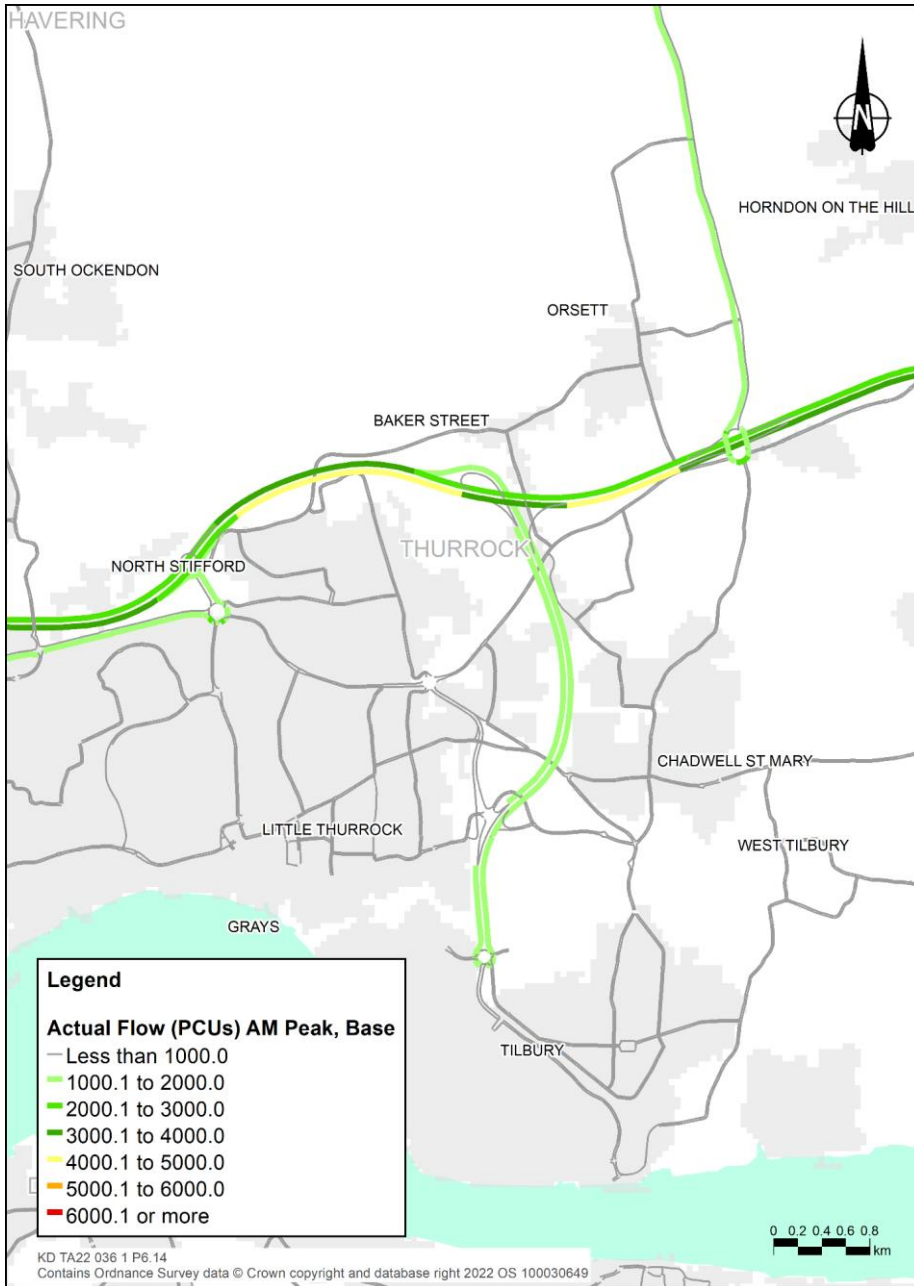 HAVERING
N
HORNDON ON THE HILL
SOUTH OCKENDON
ORSETT
BAKER STREET
THURROCK
NORTH STIFFORD
CHADWELL ST MARY
LITTLE THURROCK
WEST TILBURY
GRAYS
TILBURY
Legend
Actual Flow (PCUs) AM Peak, Base
Less than 1000.0
1000.1 to 2000.0
2000.1 to 3000.0
3000.1 to 4000.0
4000.1 to 5000.0
5000.1 to 6000.0
6000.1 or more
0 0.2 0.4 0.6 0.8
km
KD TA22 036 1 P6.14
Contains Ordnance Survey data © Crown copyright and database right 2022 OS 100030649